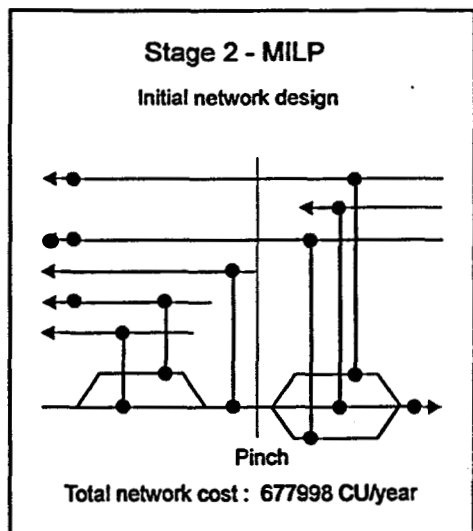 Stage 2 - MILP
Initial network design
Pinch
Total network cost : 677998 CU/year